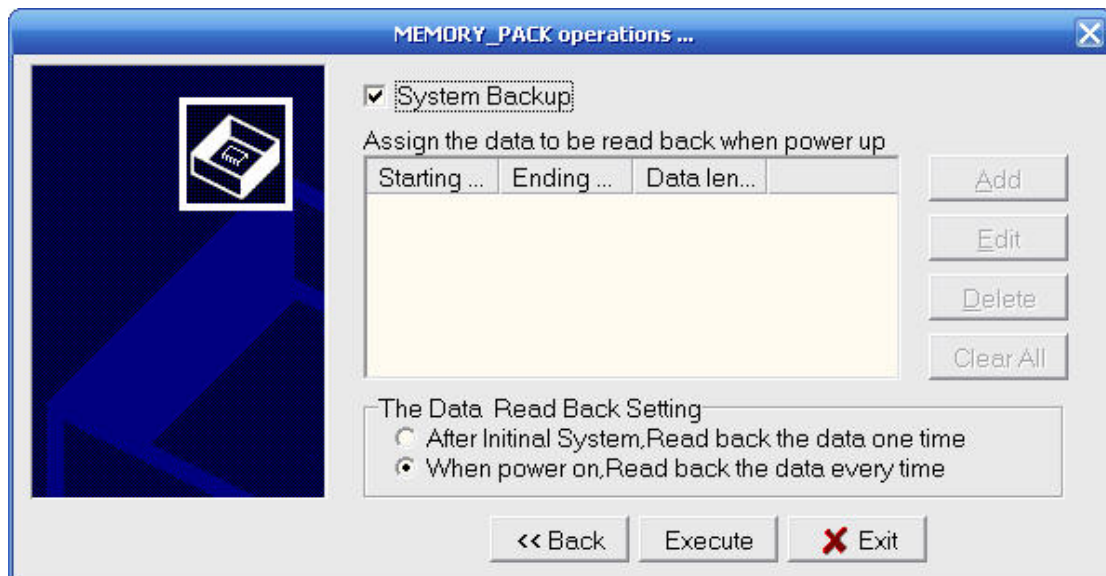 MEMORY_PACK operations ...
System Backup
Assign the data to be read back when power up
Starting ... Ending ... Data len...
Add
Edit
Delete
Clear All
The Data Read Back Setting
After Initinal System,Read back the data one time
When power on,Read back the data every time
<< Back Execute Exit